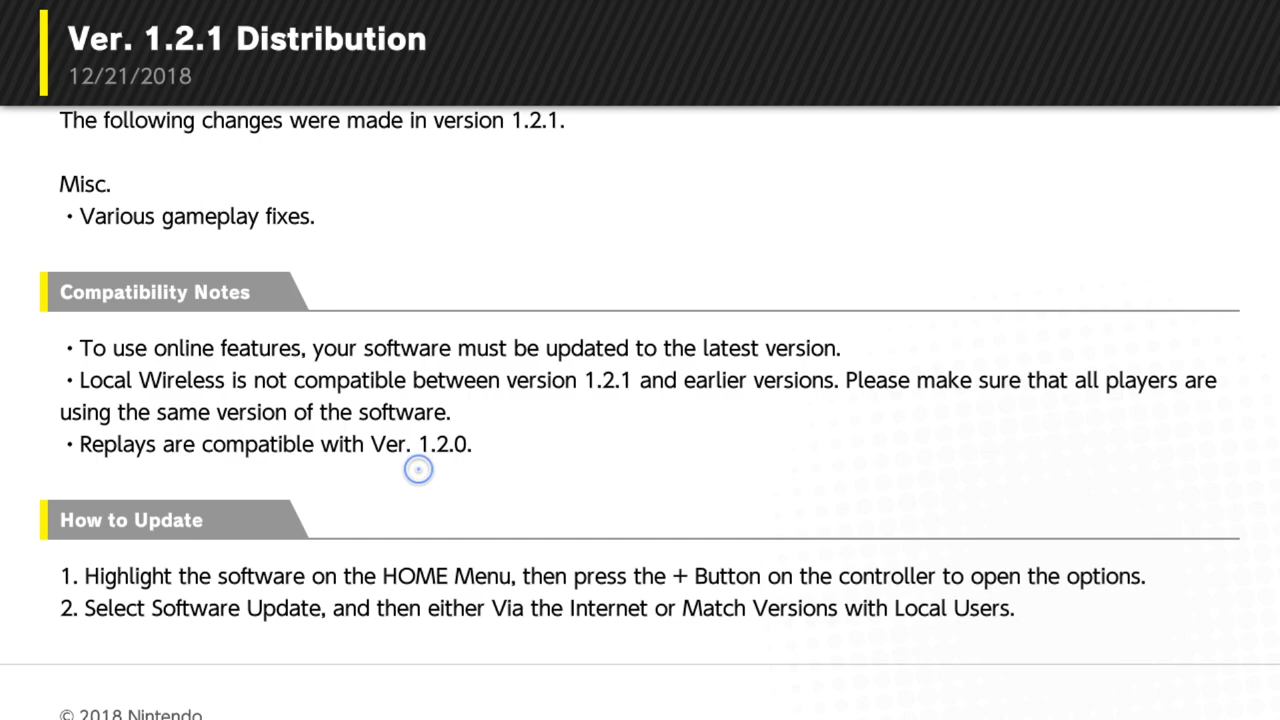 Ver. 1.2.1 Distribution
12/21/2018
The following changes were made in version 1.2.1.
Misc.
・Various gameplay fixes.
Compatibility Notes
・To use online features, your software must be updated to the latest version.
・Local Wireless is not compatible between version 1.2.1 and earlier versions. Please make sure that all players are
using the same version of the software.
・Replays are compatible with Ver. 1.2.0.
How to Update
1. Highlight the software on the HOME Menu, then press the + Button on the controller to open the options.
2. Select Software Update, and then either Via the Internet or Match Versions with Local Users.
© 2018 Nintendo